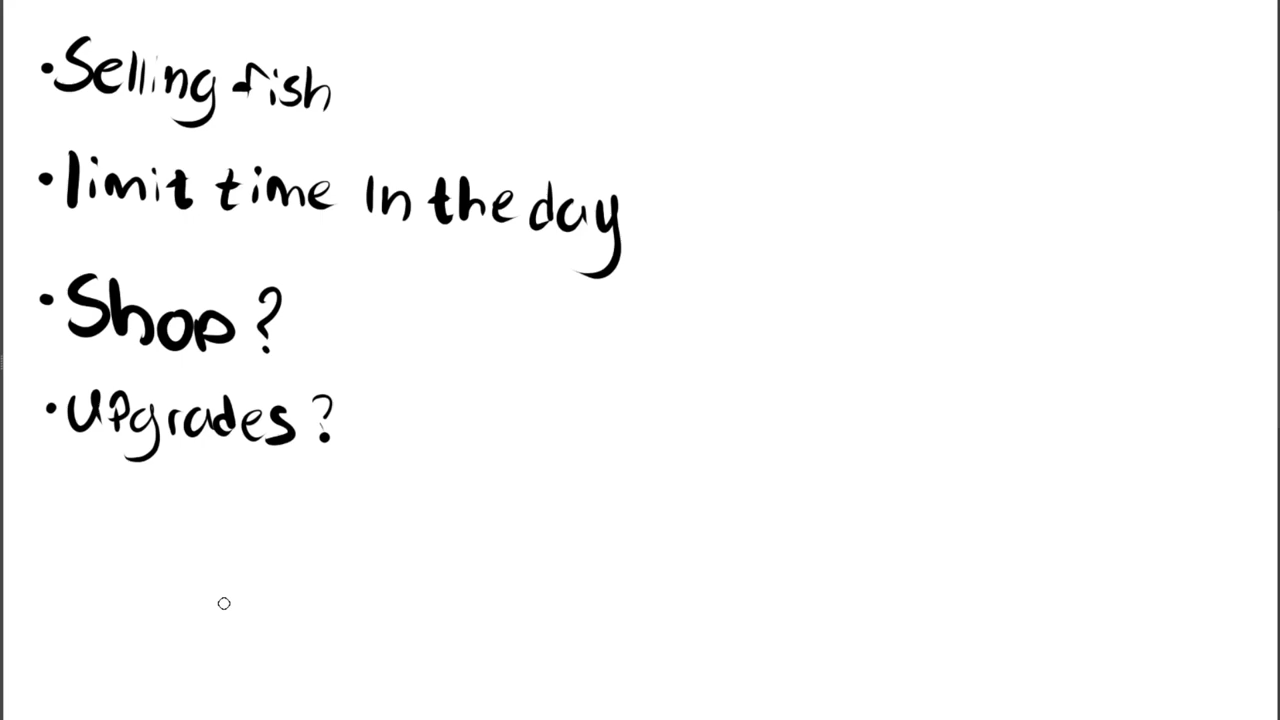 •Selling fish
•limit time In the day
•Shop?
•UPgrades?